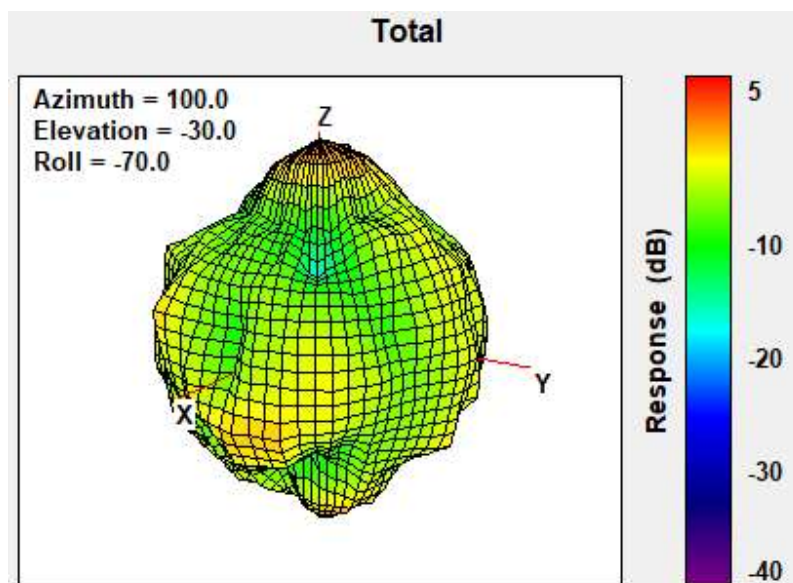 Total
Azimuth = 100.0
Elevation = -30.0
Roll = -70.0
Z
X
Y
Response (dB)
5
-10
-20
-30
-40